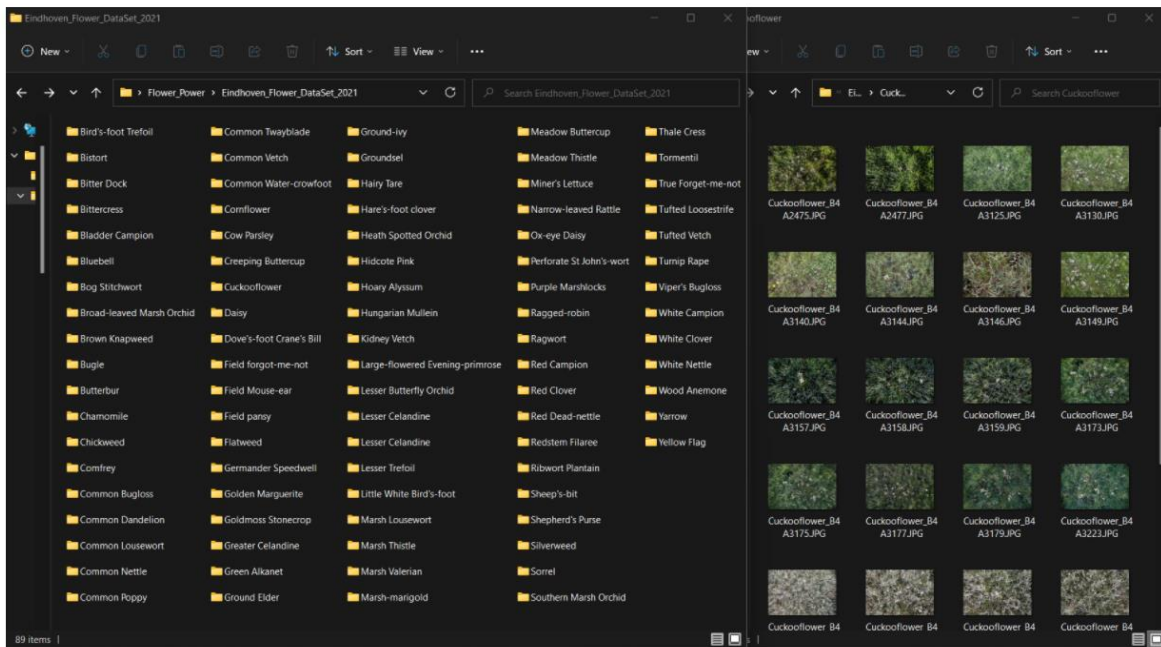 Eindhoven_Flower_DataSet_2021
New
Sort
View
Flower_Power > Eindhoven_Flower_DataSet_2021
Search Eindhoven_Flower_DataSet_2021
Bird's-foot Trefoil
Bistort
Bitter Dock
Bittercress
Bladder Campion
Bluebell
Bog Stitchwort
Broad-leaved Marsh Orchid
Brown Knapweed
Bugle
Butterbur
Chamomile
Chickweed
Comfrey
Common Bugloss
Common Dandelion
Common Lousewort
Common Nettle
Common Poppy
Common Twayblade
Common Vetch
Common Water-crowfoot
Cornflower
Cow Parsley
Creeping Buttercup
Cuckooflower
Daisy
Dove's-foot Crane's Bill
Field forgot-me-not
Field Mouse-ear
Field pansy
Flatweed
Germander Speedwell
Golden Marguerite
Goldmoss Stonecrop
Greater Celandine
Green Alkanet
Ground Elder
Ground-ivy
Groundsel
Hairy Tare
Hare's-foot clover
Heath Spotted Orchid
Hidcote Pink
Hoary Alyssum
Hungarian Mullein
Kidney Vetch
Large-flowered Evening-primrose
Lesser Butterfly Orchid
Lesser Celandine
Lesser Celandine
Lesser Trefoil
Little White Bird's-foot
Marsh Lousewort
Marsh Thistle
Marsh Valerian
Marsh-marigold
Meadow Buttercup
Meadow Thistle
Miner's Lettuce
Narrow-leaved Rattle
Ox-eye Daisy
Perforate St John's-wort
Purple Marshlocks
Ragged-robin
Ragwort
Red Campion
Red Clover
Red Dead-nettle
Redstem Filaree
Ribwort Plantain
Sheep's-bit
Shepherd's Purse
Silverweed
Sorrel
Southern Marsh Orchid
Thale Cress
Tormentil
True Forget-me-not
Tufted Loosestrife
Tufted Vetch
Turnip Rape
Viper's Bugloss
White Campion
White Clover
White Nettle
Wood Anemone
Yarrow
Yellow Flag
89 items
ooflower
ew
Sort
Ei... > Cuck...
Search Cuckooflower
Cuckooflower_B4
A2475.JPG
Cuckooflower_B4
A2477.JPG
Cuckooflower_B4
A3125.JPG
Cuckooflower_B4
A3130.JPG
Cuckooflower_B4
A3140.JPG
Cuckooflower_B4
A3144.JPG
Cuckooflower_B4
A3146.JPG
Cuckooflower_B4
A3149.JPG
Cuckooflower_B4
A3157.JPG
Cuckooflower_B4
A3158.JPG
Cuckooflower_B4
A3159.JPG
Cuckooflower_B4
A3173.JPG
Cuckooflower_B4
A3175.JPG
Cuckooflower_B4
A3177.JPG
Cuckooflower_B4
A3179.JPG
Cuckooflower_B4
A3223.JPG
Cuckooflower_B4
Cuckooflower_B4
Cuckooflower_B4
Cuckooflower_B4
s